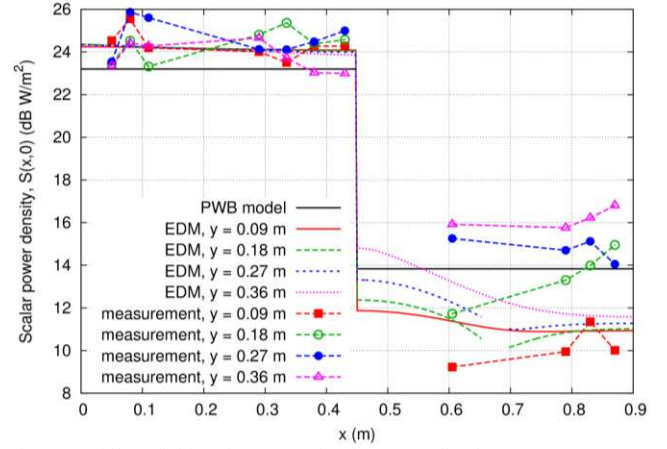 26
24
22
20
18
16
14
12
10
8
Scalar power density, S(x,0) (dB W/m²)
PWB model
EDM, y = 0.09 m
EDM, y = 0.18 m
EDM, y = 0.27 m
EDM, y = 0.36 m
measurement, y = 0.09 m
measurement, y = 0.18 m
measurement, y = 0.27 m
measurement, y = 0.36 m
0 0.1 0.2 0.3 0.4 0.5 0.6 0.7 0.8 0.9
x (m)